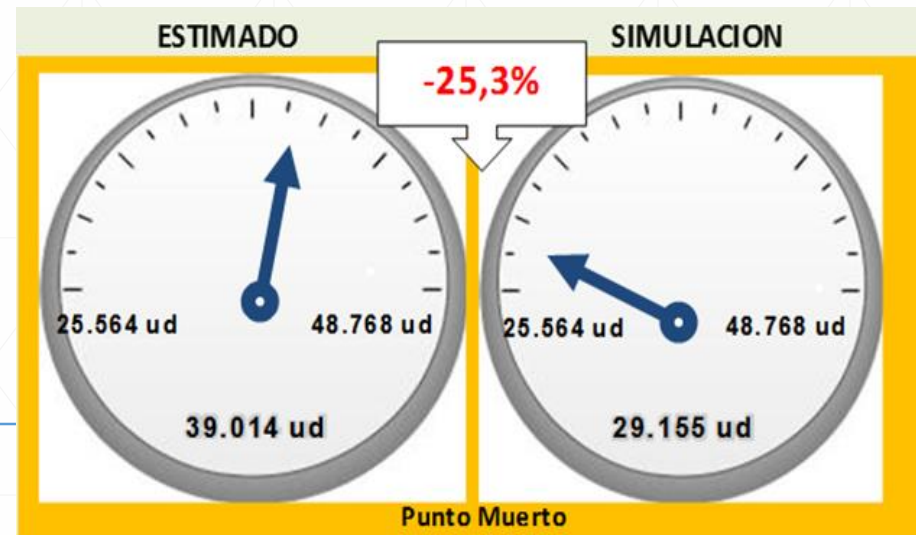 ESTIMADO
SIMULACION
-25,3%
25.564 ud
48.768 ud
39.014 ud
25.564 ud
48.768 ud
29.155 ud
Punto Muerto